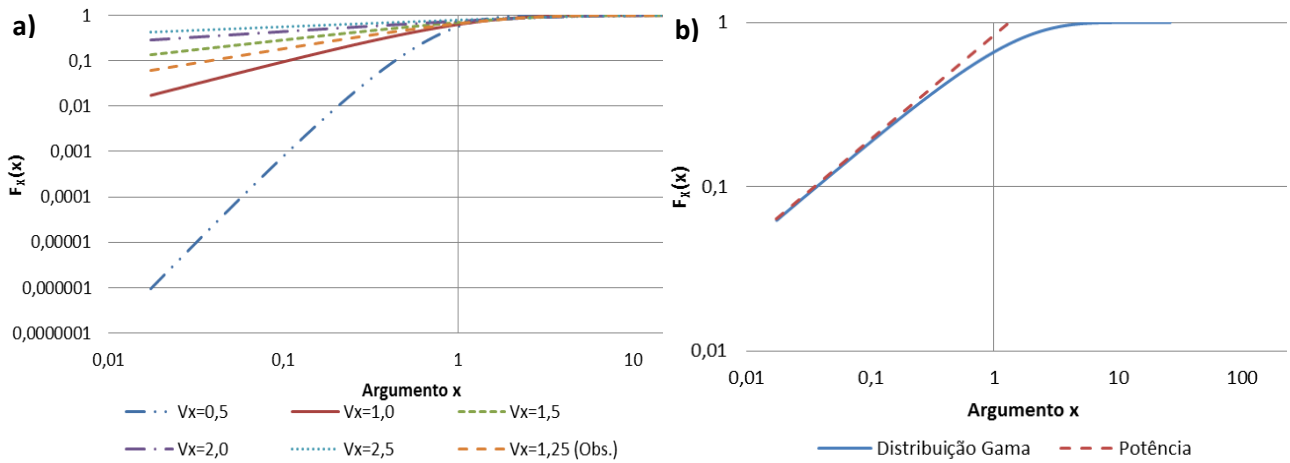 a)
1
0,1
0,01
0,001
0,0001
0,00001
0,000001
0,0000001
Fₓ(x)
0,01 0,1 1 10
Argumento x
Vx=0,5 Vx=1,0 Vx=1,5
Vx=2,0 Vx=2,5 Vx=1,25 (Obs.)
b)
1
0,1
0,01
Fₓ(x)
0,01 0,1 1 10 100
Argumento x
Distribuição Gama Potência